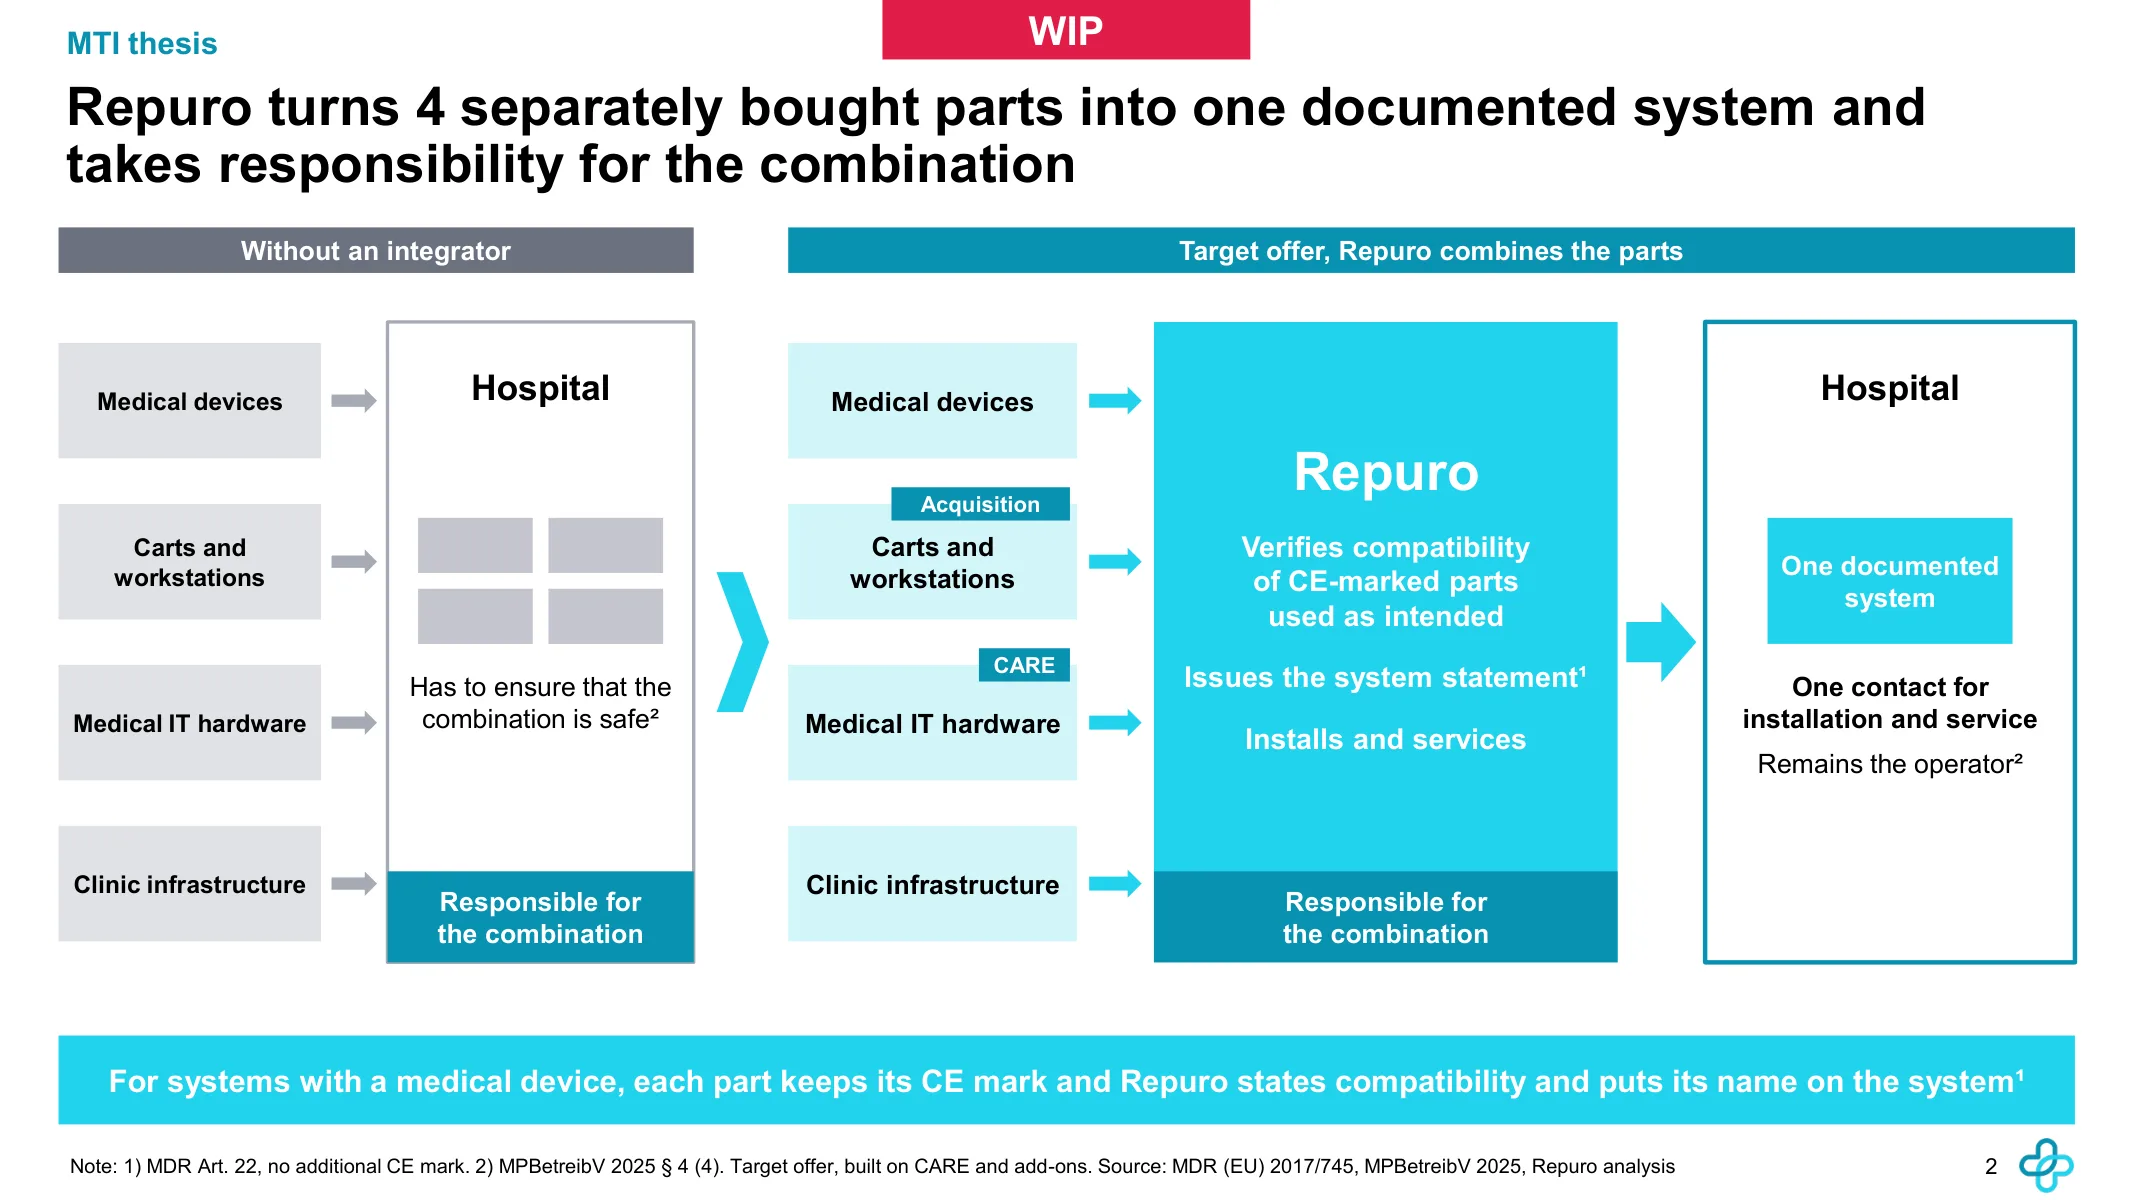 WIP
MTI thesis
Repuro turns 4 separately bought parts into one documented system and
takes responsibility for the combination
Without an integrator
Medical devices
Carts and
workstations
Medical IT hardware
Clinic infrastructure
Hospital
Has to ensure that the
combination is safe²
Responsible for
the combination
Target offer, Repuro combines the parts
Medical devices
Acquisition
Carts and
workstations
CARE
Medical IT hardware
Clinic infrastructure
Repuro
Verifies compatibility
of CE-marked parts
used as intended
Issues the system statement¹
Installs and services
Responsible for
the combination
Hospital
One documented
system
One contact for
installation and service
Remains the operator²
For systems with a medical device, each part keeps its CE mark and Repuro states compatibility and puts its name on the system¹
Note: 1) MDR Art. 22, no additional CE mark. 2) MPBetreibV 2025 § 4 (4). Target offer, built on CARE and add-ons. Source: MDR (EU) 2017/745, MPBetreibV 2025, Repuro analysis
2